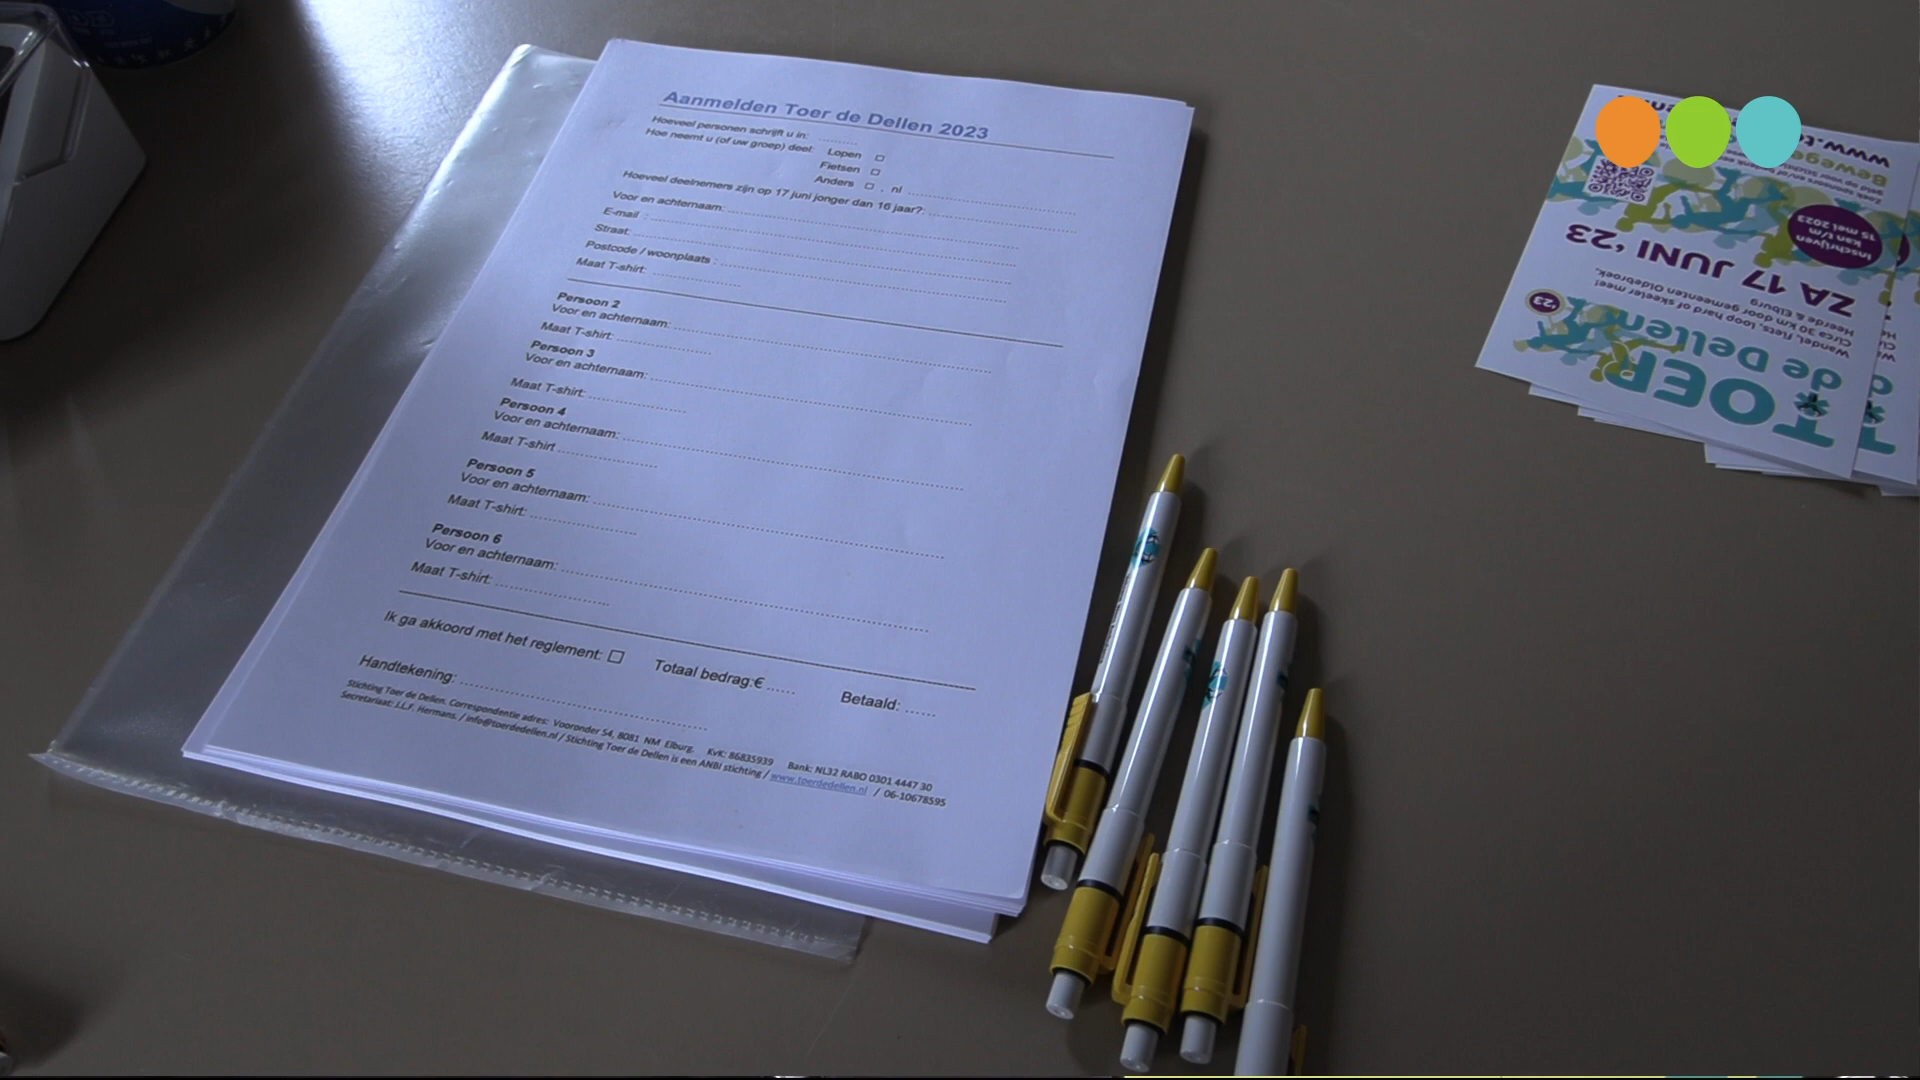 Aanmelden Toer de Dellen 2023
Hoeveel personen schrijft u in: ........
Hoe neemt u (of uw groep) deel: Lopen ☐
Fietsen ☐
Anders ☐ , nl ........
Hoeveel deelnemers zijn op 17 juni jonger dan 16 jaar?: ........
Voor en achternaam: ........
E-mail : ........
Straat: ........
Postcode / woonplaats : ........
Maat T-shirt: ........
Persoon 2
Voor en achternaam: ........
Maat T-shirt: ........
Persoon 3
Voor en achternaam: ........
Maat T-shirt: ........
Persoon 4
Voor en achternaam: ........
Maat T-shirt ........
Persoon 5
Voor en achternaam: ........
Maat T-shirt: ........
Persoon 6
Voor en achternaam: ........
Maat T-shirt: ........
Ik ga akkoord met het reglement: ☐ Totaal bedrag:€ ...... Betaald: ......
Handtekening: ........
Stichting Toer de Dellen. Correspondentie adres: Vooronder 54, 8081 NM Elburg. KvK: 86835939 Bank: NL32 RABO 0301 4447 30
Secretariaat: J.L.F. Hermans. / info@toerdedellen.nl / Stichting Toer de Dellen is een ANBI stichting / www.toerdedellen.nl / 06-10678595
TOER
de Dellen
'23
Wandel, fiets, loop hard of skeeler mee!
Circa 30 km door gemeenten Oldebroek,
Heerde & Elburg
ZA 17 JUNI '23
Inschrijven
kan t/m
15 mei 2023